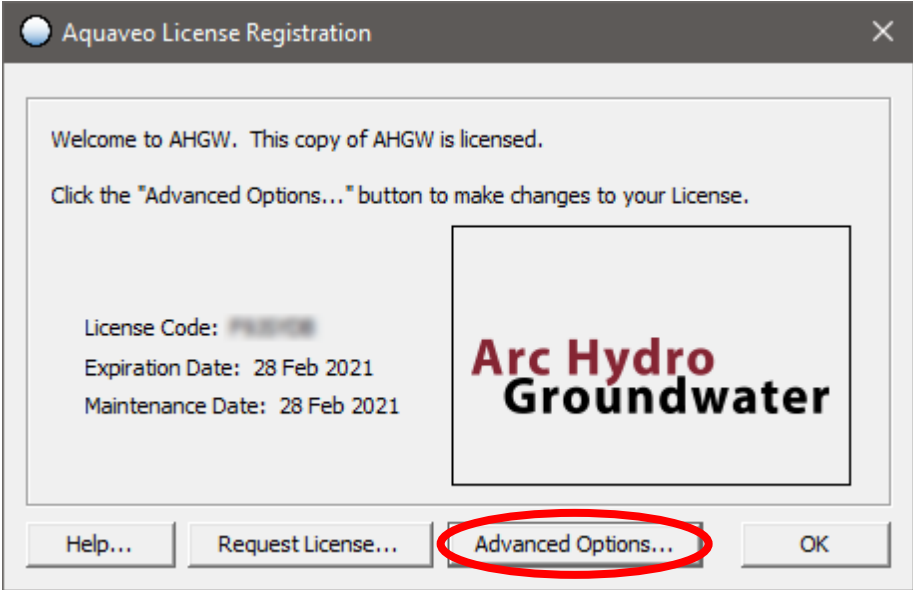 Aquaveo License Registration
Welcome to AHGW. This copy of AHGW is licensed.
Click the "Advanced Options..." button to make changes to your License.
License Code:
Expiration Date: 28 Feb 2021
Maintenance Date: 28 Feb 2021
Arc Hydro
Groundwater
Help...
Request License...
Advanced Options...
OK